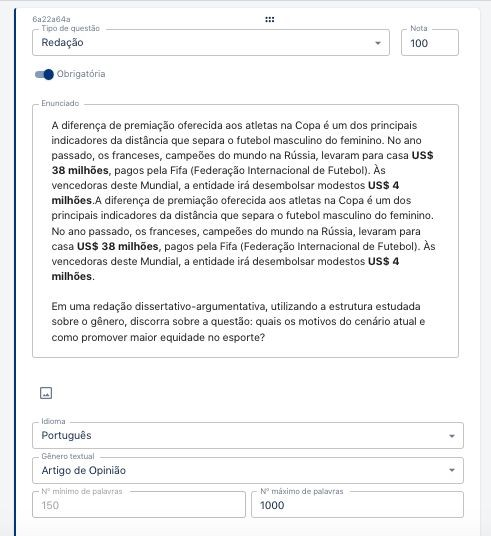 6a22a64a
Tipo de questão
Redação
Nota
100
Obrigatória
Enunciado
A diferença de premiação oferecida aos atletas na Copa é um dos principais
indicadores da distância que separa o futebol masculino do feminino. No ano
passado, os franceses, campeões do mundo na Rússia, levaram para casa US$
38 milhões, pagos pela Fifa (Federação Internacional de Futebol). Às
vencedoras deste Mundial, a entidade irá desembolsar modestos US$ 4
milhões.A diferença de premiação oferecida aos atletas na Copa é um dos
principais indicadores da distância que separa o futebol masculino do feminino.
No ano passado, os franceses, campeões do mundo na Rússia, levaram para
casa US$ 38 milhões, pagos pela Fifa (Federação Internacional de Futebol). Às
vencedoras deste Mundial, a entidade irá desembolsar modestos US$ 4
milhões.
Em uma redação dissertativo-argumentativa, utilizando a estrutura estudada
sobre o gênero, discorra sobre a questão: quais os motivos do cenário atual e
como promover maior equidade no esporte?
Idioma
Português
Gênero textual
Artigo de Opinião
Nº mínimo de palavras
150
Nº máximo de palavras
1000